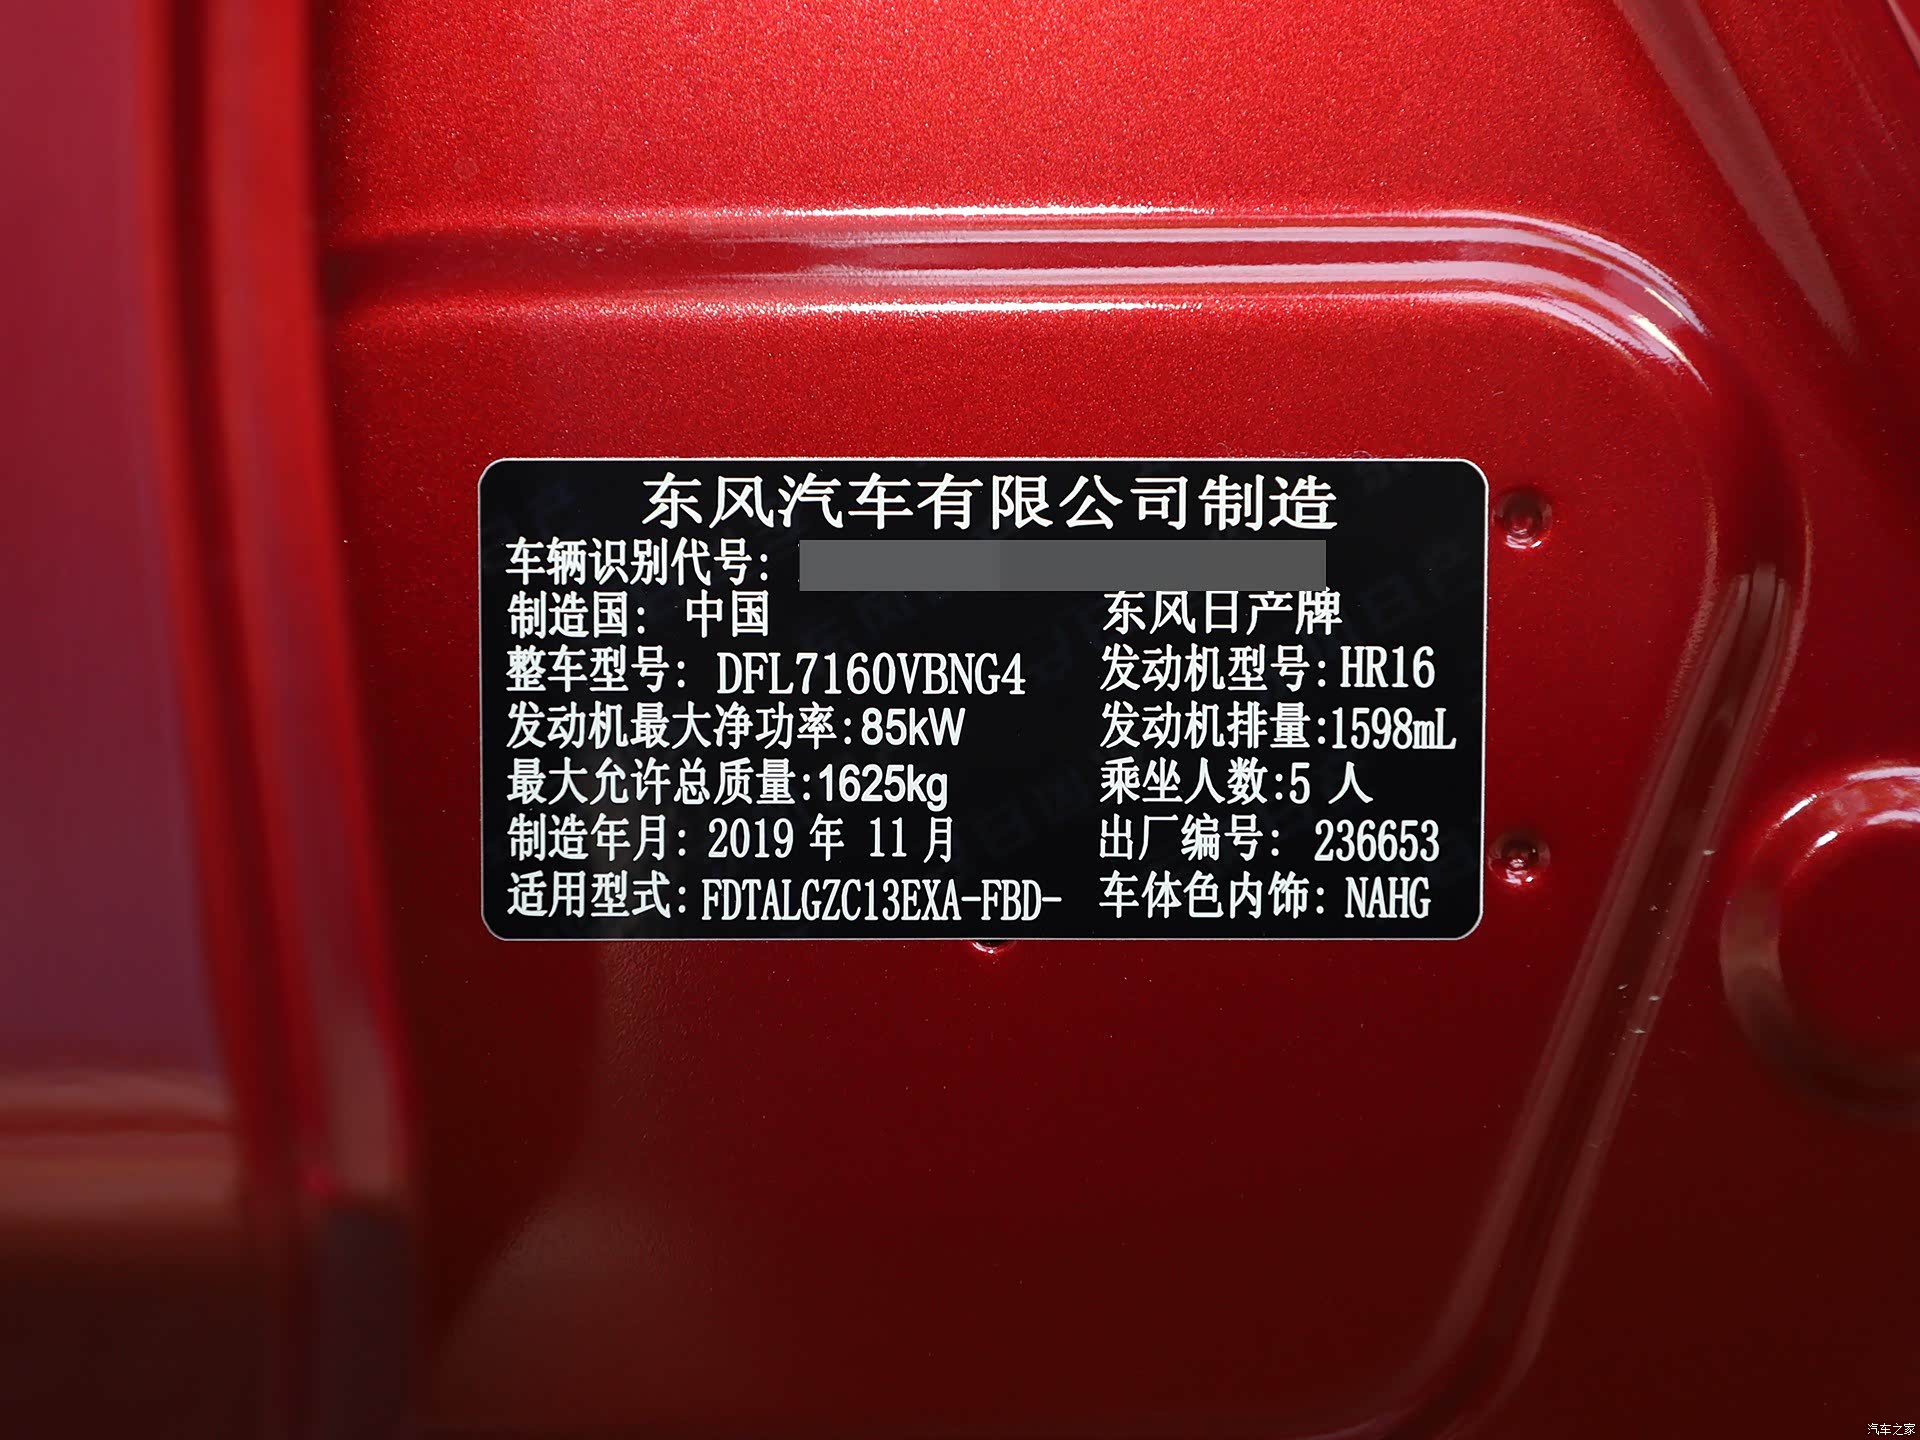 东风汽车有限公司制造
车辆识别代号：
制造国： 中国 东风日产牌
整车型号： DFL7160VBNG4 发动机型号：HR16
发动机最大净功率：85kW 发动机排量：1598mL
最大允许总质量：1625kg 乘坐人数：5 人
制造年月： 2019 年 11 月 出厂编号： 236653
适用型式：FDTALGZC13EXA-FBD- 车体色内饰： NAHG
汽车之家